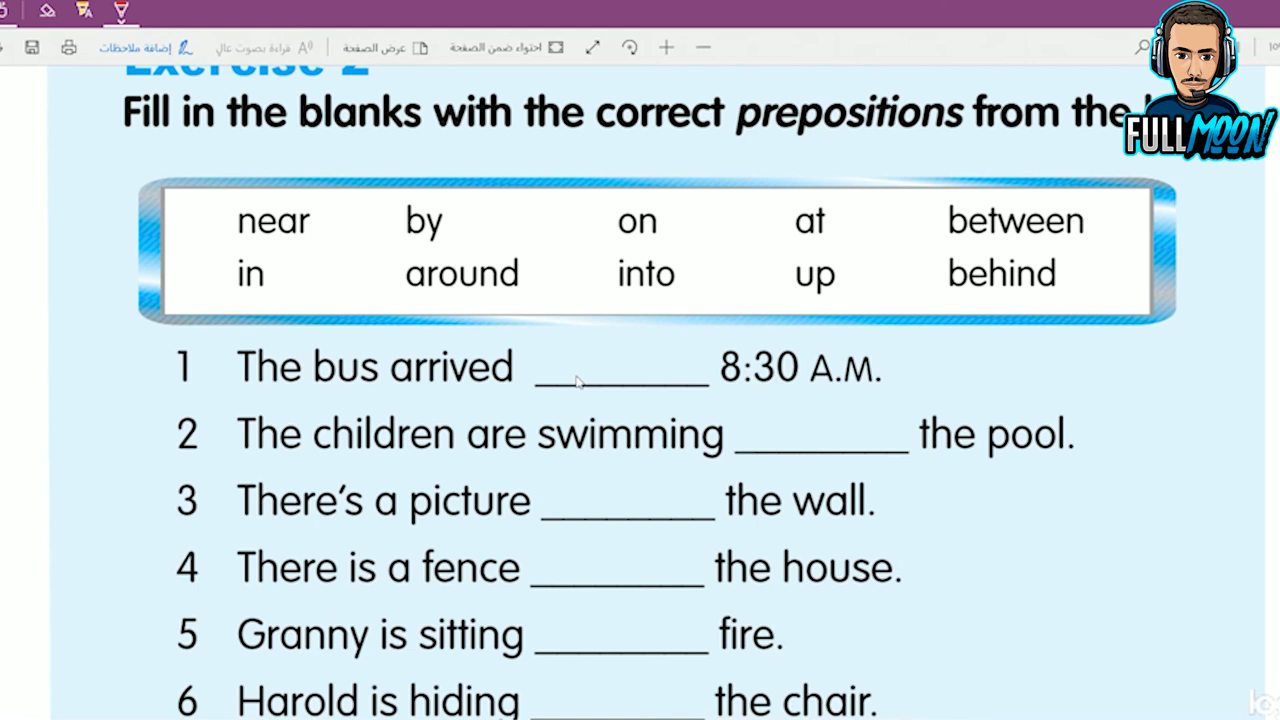 إضافة ملاحظات قراءة بصوت عالٍ عرض الصفحة احتواء ضمن الصفحة
Exercise 2
Fill in the blanks with the correct prepositions from the
FULL MOON
near by on at between
in around into up behind
1 The bus arrived ________ 8:30 A.M.
2 The children are swimming ________ the pool.
3 There's a picture ________ the wall.
4 There is a fence ________ the house.
5 Granny is sitting ________ fire.
6 Harold is hiding ________ the chair.